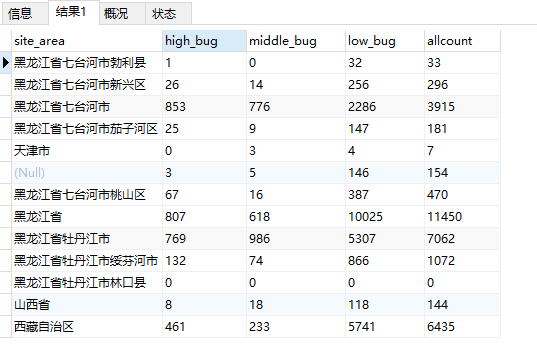 信息 结果1 概况 状态
site_area high_bug middle_bug low_bug allcount
黑龙江省七台河市勃利县 1 0 32 33
黑龙江省七台河市新兴区 26 14 256 296
黑龙江省七台河市 853 776 2286 3915
黑龙江省七台河市茄子河区 25 9 147 181
天津市 0 3 4 7
(Null) 3 5 146 154
黑龙江省七台河市桃山区 67 16 387 470
黑龙江省 807 618 10025 11450
黑龙江省牡丹江市 769 986 5307 7062
黑龙江省牡丹江市绥芬河市 132 74 866 1072
黑龙江省牡丹江市林口县 0 0 0 0
山西省 8 18 118 144
西藏自治区 461 233 5741 6435